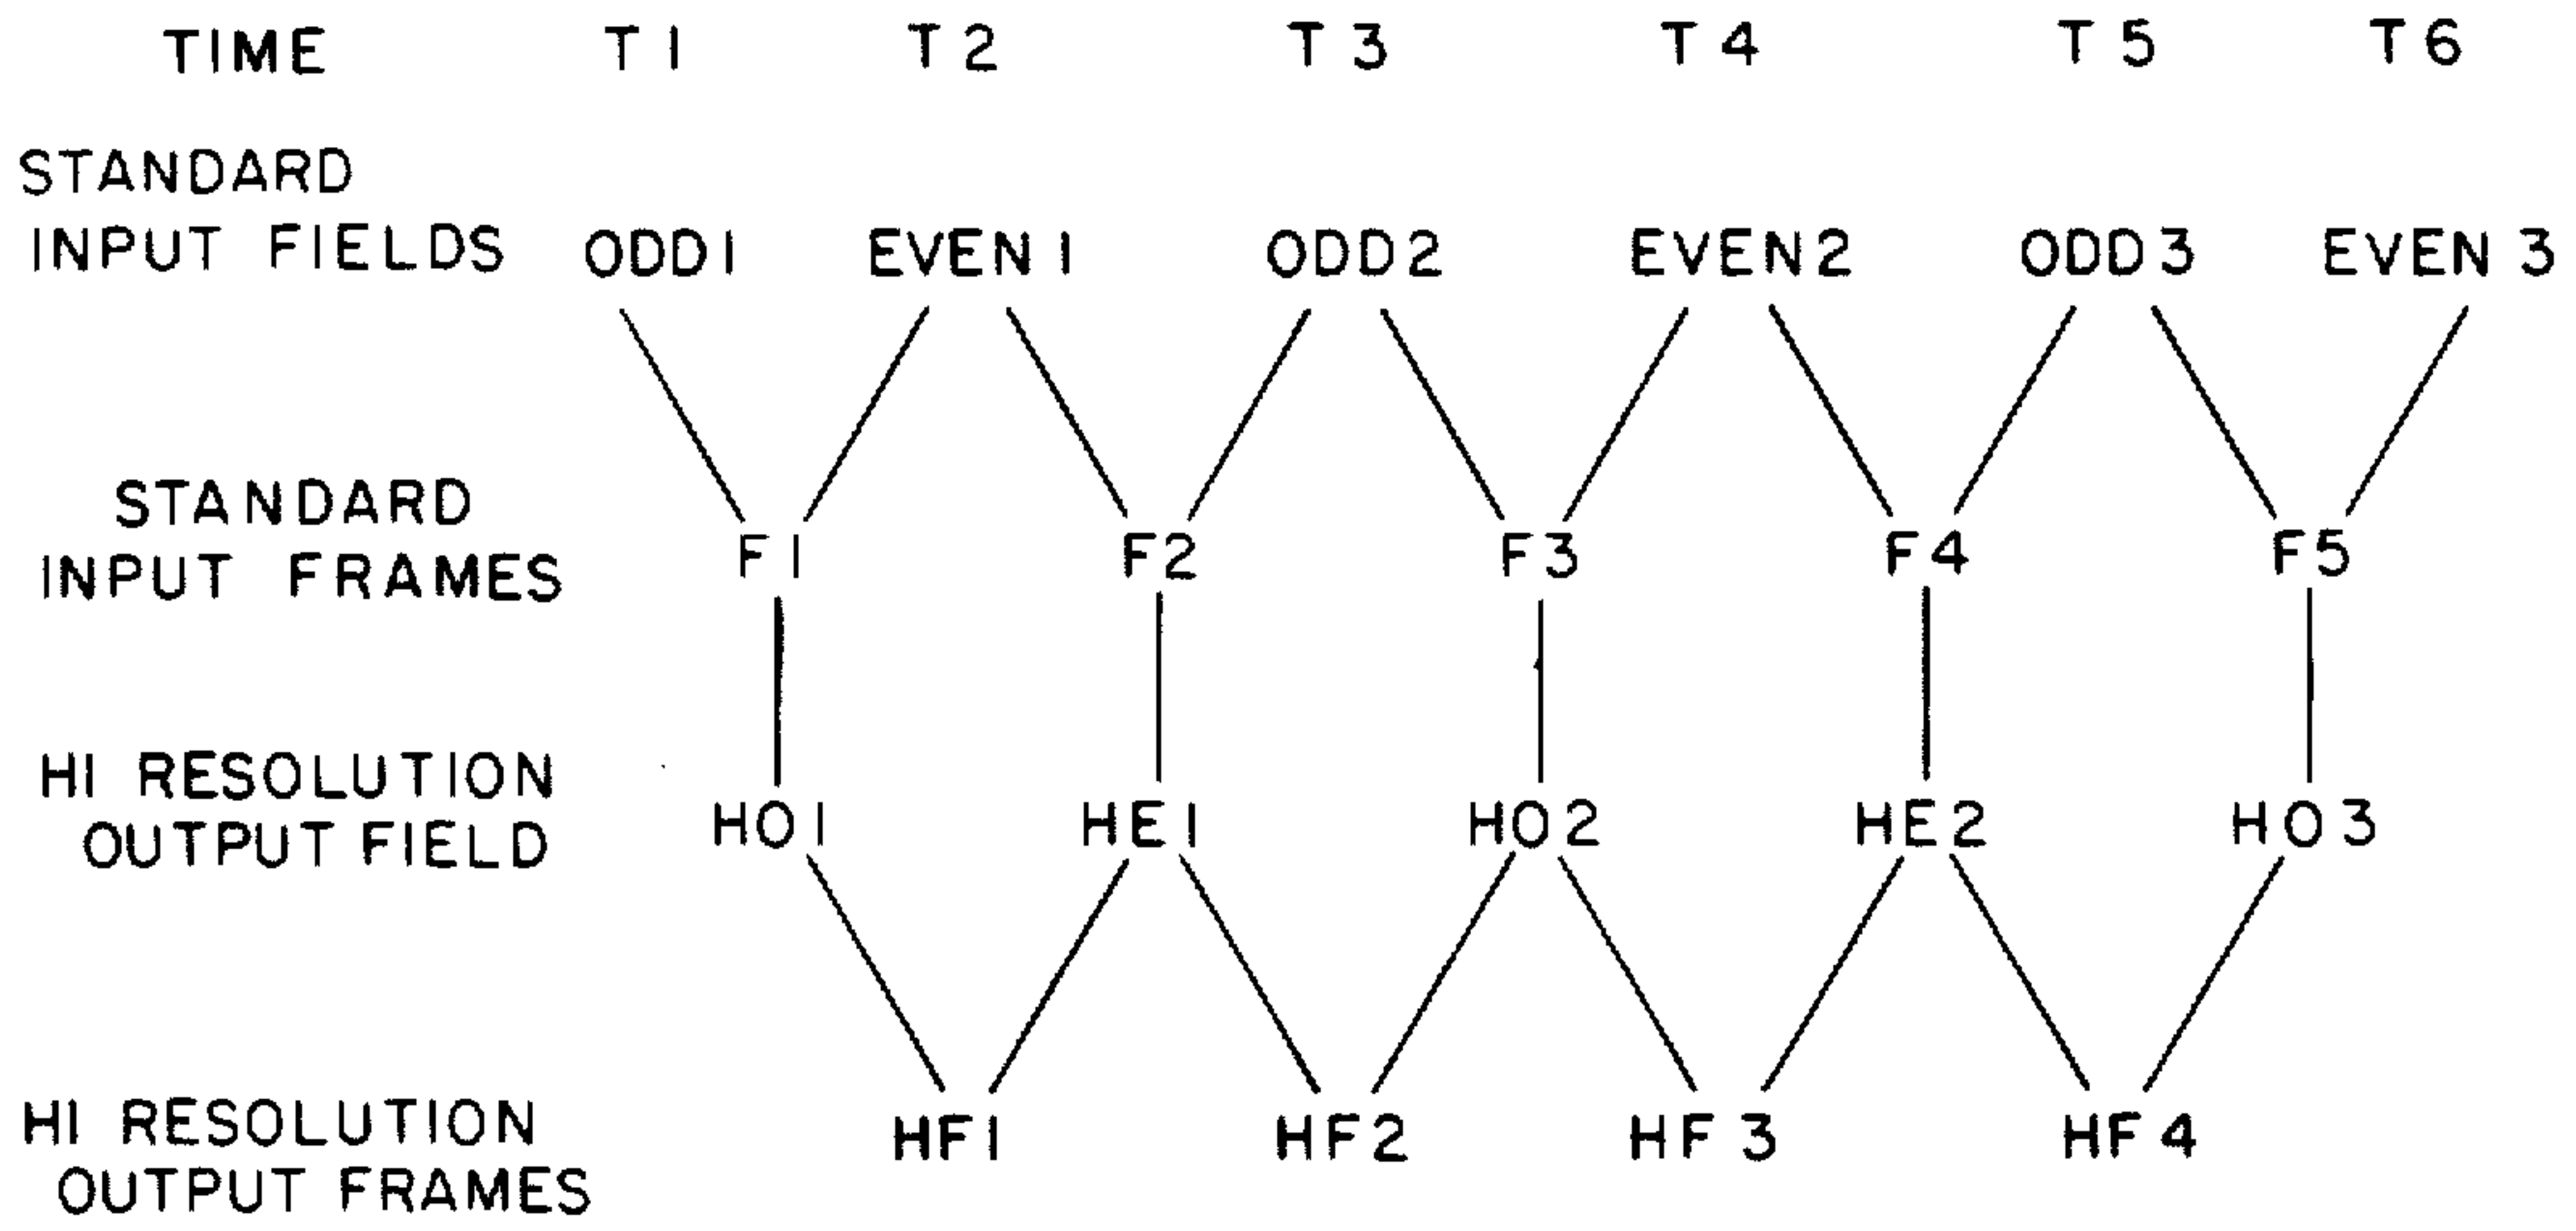 TIME T1 T2 T3 T4 T5 T6
STANDARD
INPUT FIELDS ODD1 EVEN1 ODD2 EVEN2 ODD3 EVEN3
STANDARD
INPUT FRAMES F1 F2 F3 F4 F5
HI RESOLUTION
OUTPUT FIELD HO1 HE1 HO2 HE2 HO3
HI RESOLUTION
OUTPUT FRAMES HF1 HF2 HF3 HF4